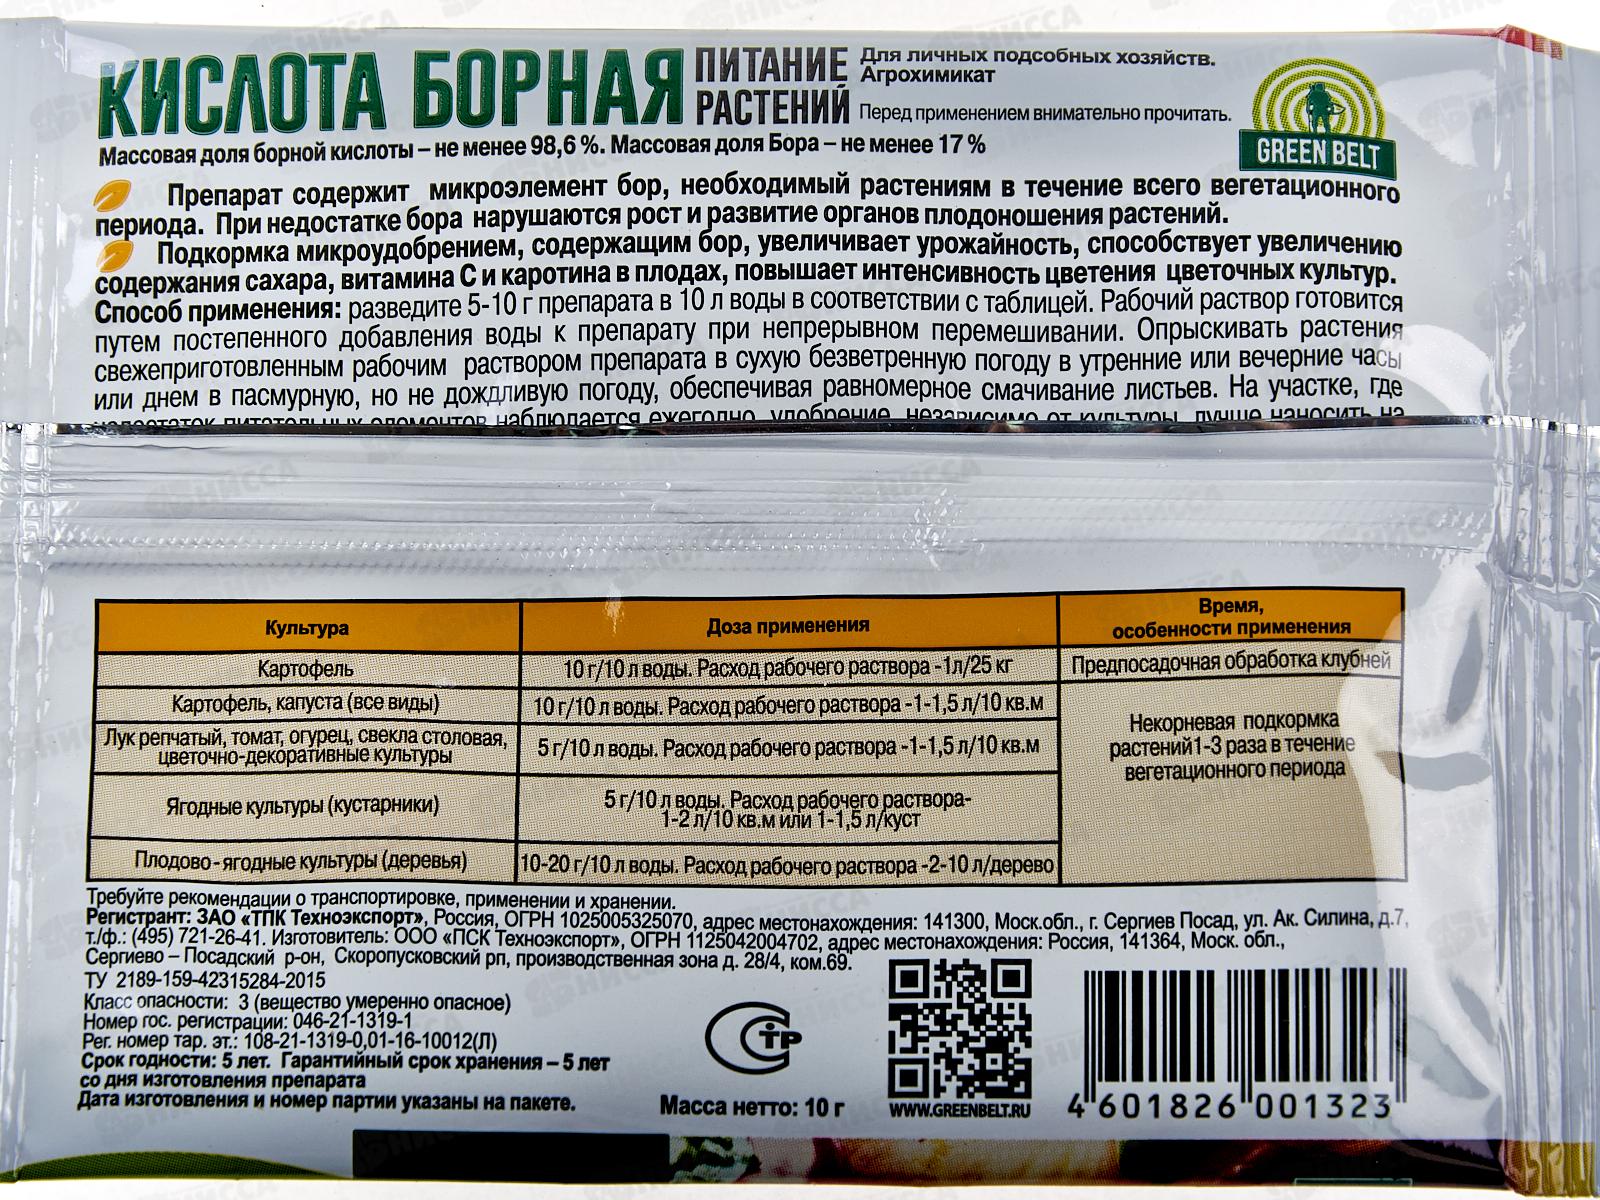 КИСЛОТА БОРНАЯ
ПИТАНИЕ
РАСТЕНИЙ
Для личных подсобных хозяйств.
Агрохимикат
Перед применением внимательно прочитать.
GREEN BELT
Массовая доля борной кислоты – не менее 98,6 %. Массовая доля Бора – не менее 17 %
Препарат содержит микроэлемент бор, необходимый растениям в течение всего вегетационного
периода. При недостатке бора нарушаются рост и развитие органов плодоношения растений.
Подкормка микроудобрением, содержащим бор, увеличивает урожайность, способствует увеличению
содержания сахара, витамина С и каротина в плодах, повышает интенсивность цветения цветочных культур.
Способ применения: разведите 5-10 г препарата в 10 л воды в соответствии с таблицей. Рабочий раствор готовится
путем постепенного добавления воды к препарату при непрерывном перемешивании. Опрыскивать растения
свежеприготовленным рабочим раствором препарата в сухую безветренную погоду в утренние или вечерние часы
или днем в пасмурную, но не дождливую погоду, обеспечивая равномерное смачивание листьев. На участке, где
недостаток питательных элементов наблюдается ежегодно, удобрение, независимо от культуры, лучше наносить на
Культура
Доза применения
Время,
особенности применения
Картофель
10 г/10 л воды. Расход рабочего раствора -1л/25 кг
Предпосадочная обработка клубней
Картофель, капуста (все виды)
10 г/10 л воды. Расход рабочего раствора -1-1,5 л/10 кв.м
Лук репчатый, томат, огурец, свекла столовая,
цветочно-декоративные культуры
5 г/10 л воды. Расход рабочего раствора -1-1,5 л/10 кв.м
Некорневая подкормка
растений1-3 раза в течение
вегетационного периода
Ягодные культуры (кустарники)
5 г/10 л воды. Расход рабочего раствора-
1-2 л/10 кв.м или 1-1,5 л/куст
Плодово-ягодные культуры (деревья)
10-20 г/10 л воды. Расход рабочего раствора -2-10 л/дерево
Требуйте рекомендации о транспортировке, применении и хранении.
Регистрант: ЗАО «ТПК Техноэкспорт», Россия, ОГРН 1025005325070, адрес местонахождения: 141300, Моск.обл., г. Сергиев Посад, ул. Ак. Силина, д.7,
т./ф.: (495) 721-26-41. Изготовитель: ООО «ПСК Техноэкспорт», ОГРН 1125042004702, адрес местонахождения: Россия, 141364, Моск. обл.,
Сергиево – Посадский р-он, Скоропусковский рп, производственная зона д. 28/4, ком.69.
ТУ 2189-159-42315284-2015
Класс опасности: 3 (вещество умеренно опасное)
Номер гос. регистрации: 046-21-1319-1
Рег. номер тар. эт.: 108-21-1319-0,01-16-10012(Л)
Срок годности: 5 лет. Гарантийный срок хранения – 5 лет
со дня изготовления препарата
Дата изготовления и номер партии указаны на пакете.
Масса нетто: 10 г
стр
WWW.GREENBELT.RU
4 601826 001323
НИССА